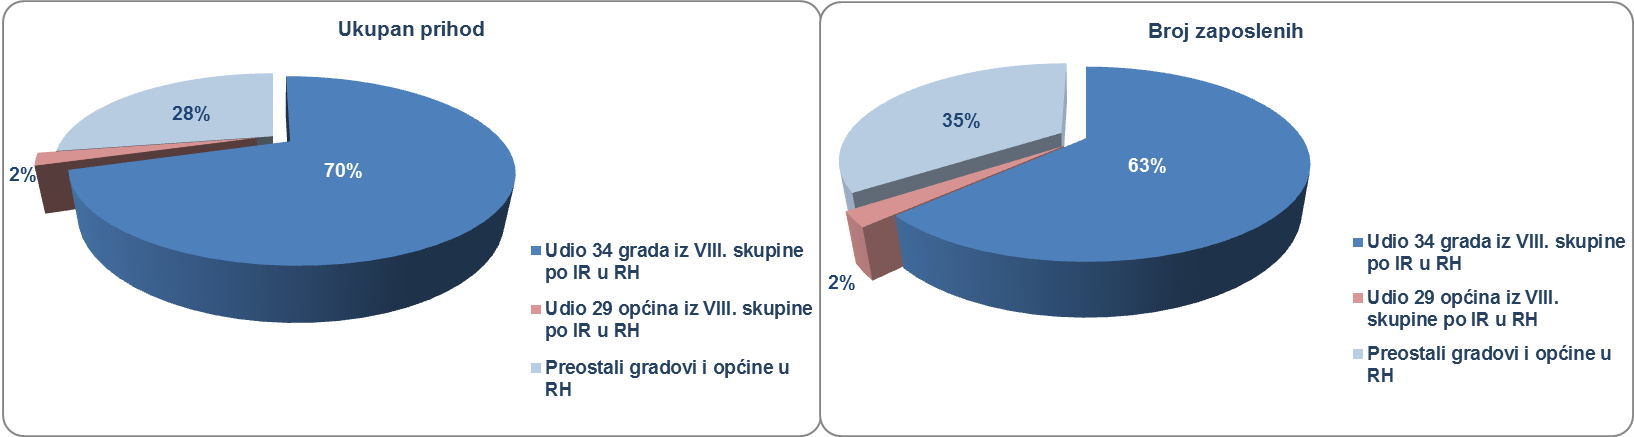 Ukupan prihod
28%
2%
70%
Udio 34 grada iz VIII. skupine
po IR u RH
Udio 29 općina iz VIII. skupine
po IR u RH
Preostali gradovi i općine u
RH
Broj zaposlenih
35%
63%
2%
Udio 34 grada iz VIII. skupine
po IR u RH
Udio 29 općina iz VIII.
skupine po IR u RH
Preostali gradovi i općine u
RH